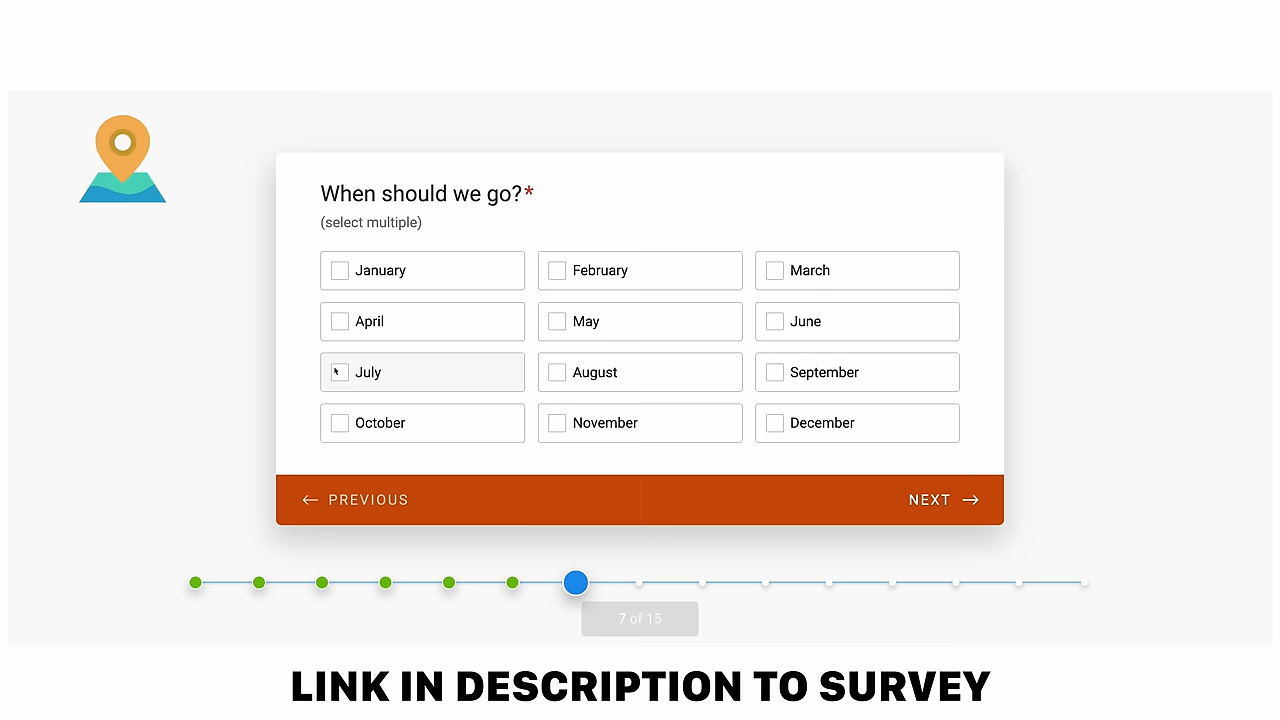 When should we go?*
(select multiple)
January February March
April May June
July August September
October November December
← PREVIOUS NEXT →
7 of 15
LINK IN DESCRIPTION TO SURVEY